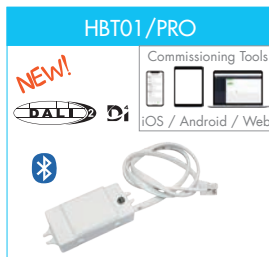 HBT01/PRO
NEW!
Commissioning Tools
DALI 2 Di
iOS / Android / Web